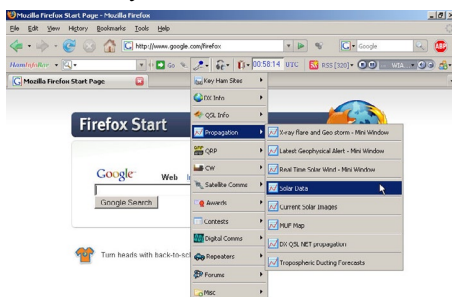 Mozilla Firefox Start Page - Mozilla Firefox
File Edit View History Bookmarks Tools Help
http://www.google.com/firefox
Google
ABP
Go
00:58:14 UTC
RSS [320]
Mozilla Firefox Start Page
Key Ham Sites
DX Info
QSL Info
Propagation
QRP
CW
Satellite Comms
Awards
Contests
Digital Comms
Repeaters
Forums
Misc
X-ray flare and Geo storm - Mini Window
Latest Geophysical Alert - Mini Window
Real Time Solar Wind - Mini Window
Solar Data
Current Solar Images
MUF Map
DX QSL NET propagation
Tropospheric Ducting Forecasts
Firefox Start
Google
Web
Google Search
Turn heads with back-to-sc